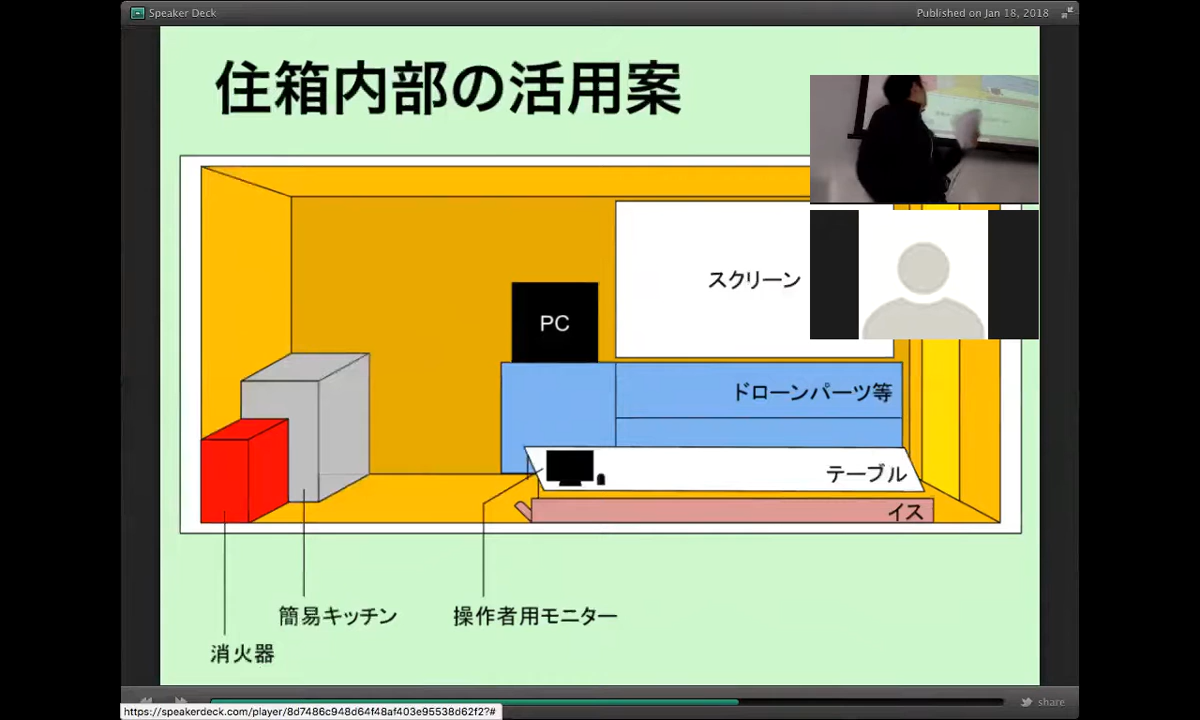 Speaker Deck
Published on Jan 18, 2018
住箱内部の活用案
スクリーン
PC
ドローンパーツ等
テーブル
イス
簡易キッチン
操作者用モニター
消火器
share
https://speakerdeck.com/player/8d7486c948d64f48af403e95538d62f2?#